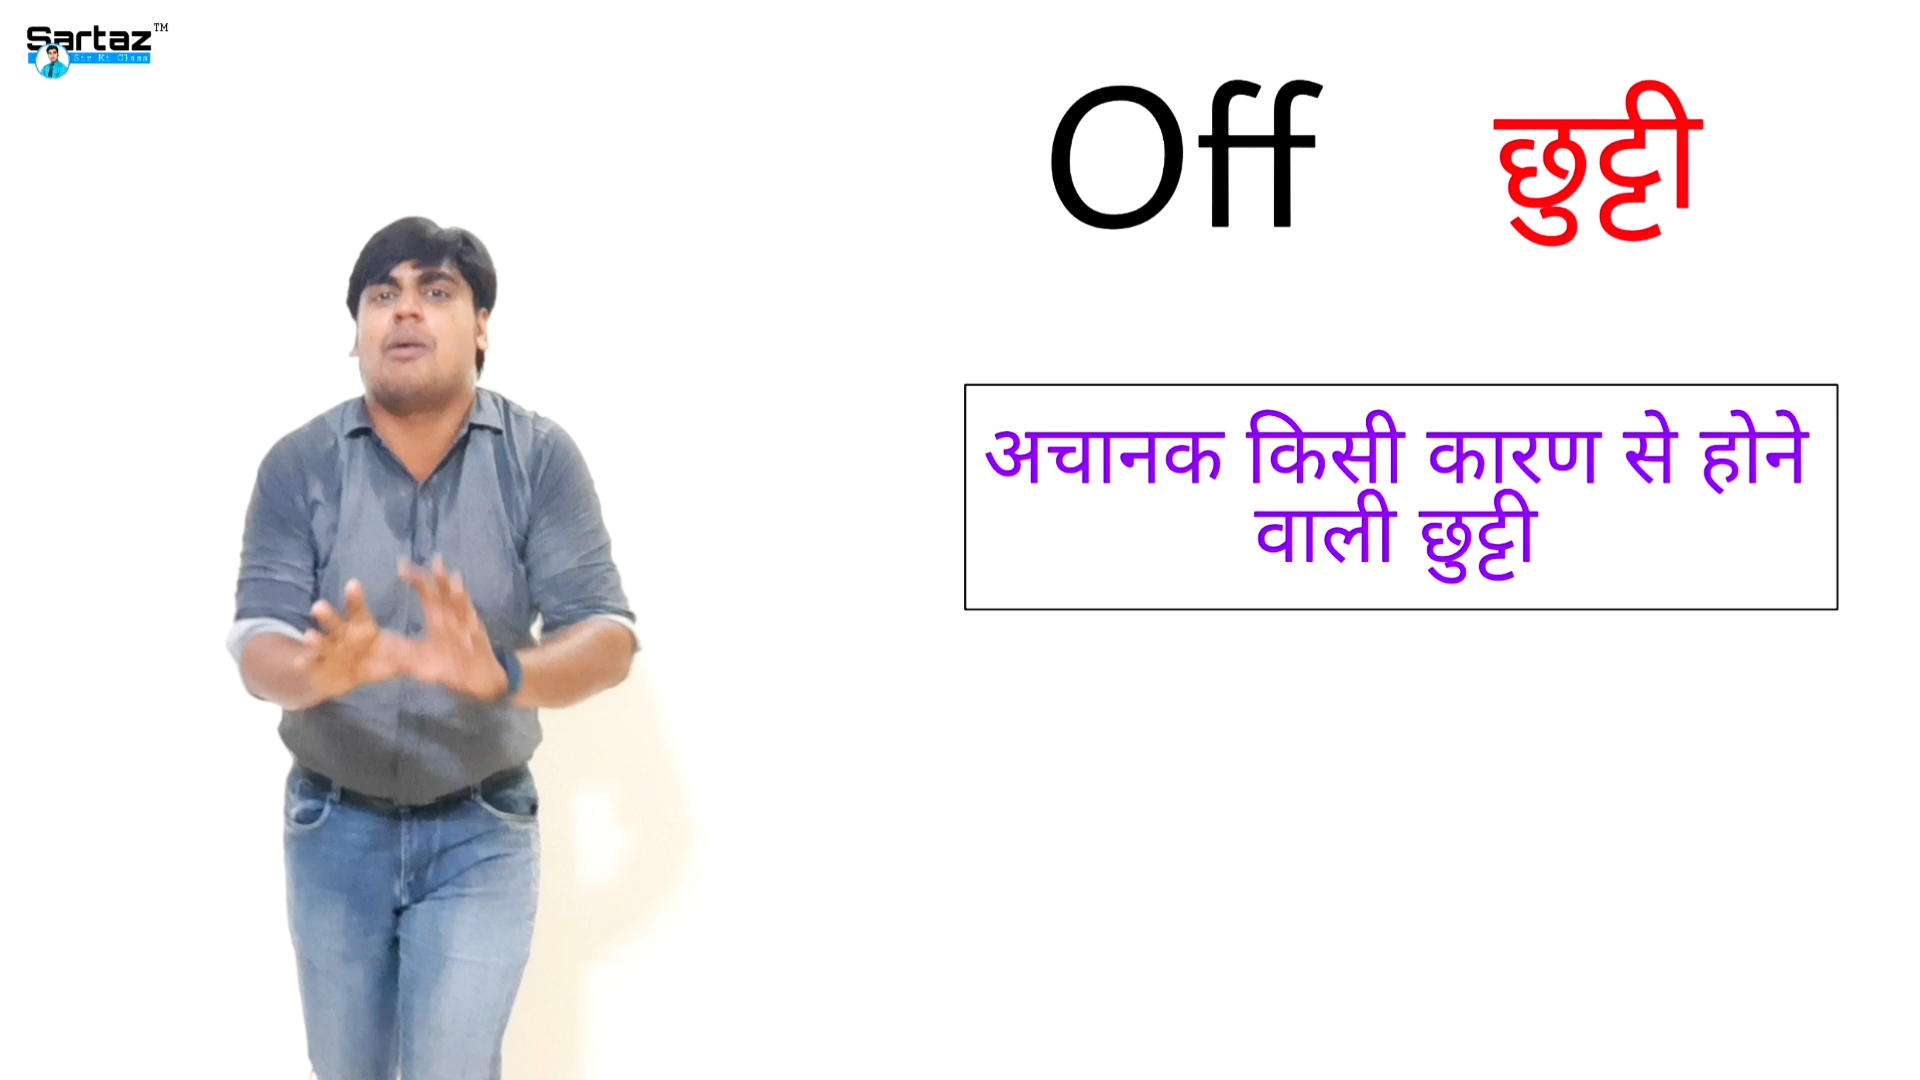 Sartaz™
Sir Ki Class
Off छुट्टी
अचानक किसी कारण से होने
वाली छुट्टी